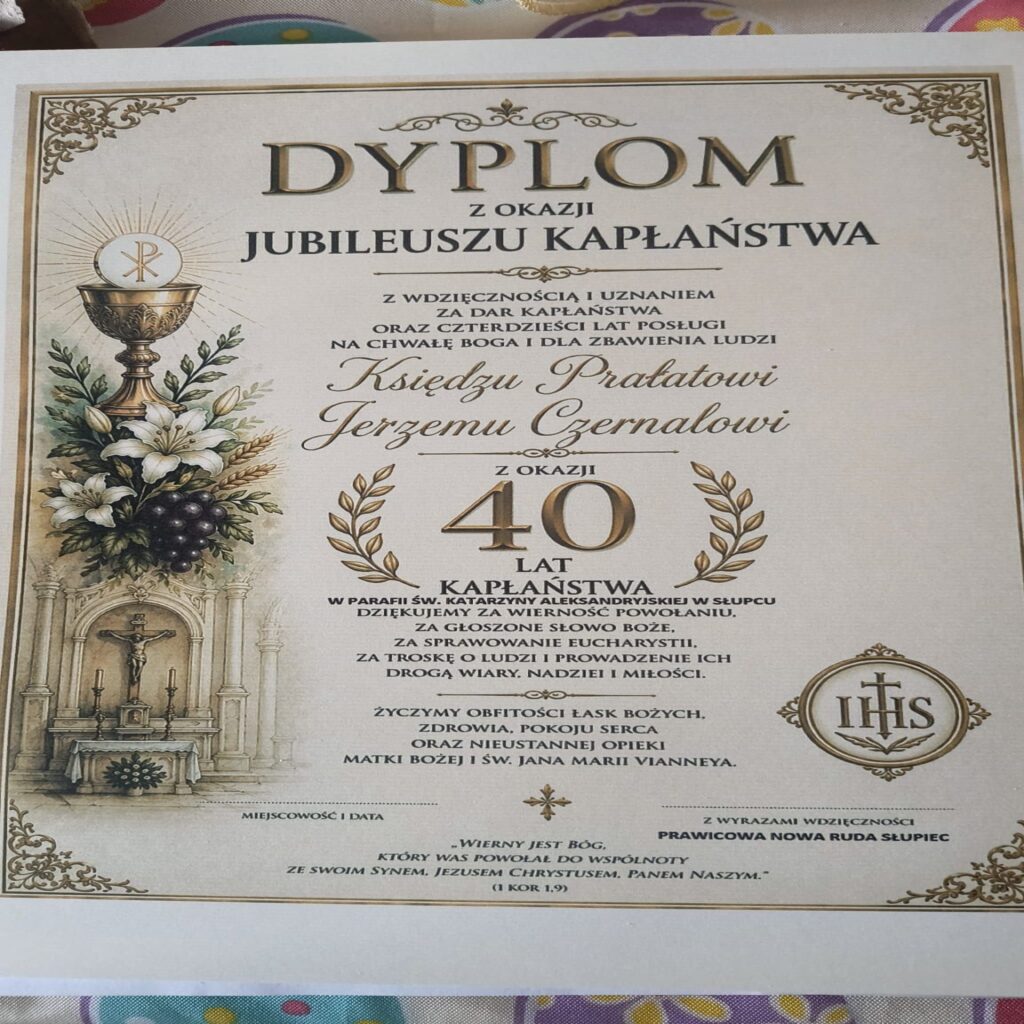 DYPLOM
Z OKAZJI
JUBILEUSZU KAPŁAŃSTWA
Z WDZIĘCZNOŚCIĄ I UZNANIEM
ZA DAR KAPŁAŃSTWA
ORAZ CZTERDZIEŚCI LAT POSŁUGI
NA CHWAŁĘ BOGA I DLA ZBAWIENIA LUDZI
Księdzu Prałatowi
Jerzemu Czernalowi
Z OKAZJI
40
LAT
KAPŁAŃSTWA
W PARAFII ŚW. KATARZYNY ALEKSANDRYJSKIEJ W SŁUPCU
DZIĘKUJEMY ZA WIERNOŚĆ POWOŁANIU,
ZA GŁOSZONE SŁOWO BOŻE,
ZA SPRAWOWANIE EUCHARYSTII,
ZA TROSKĘ O LUDZI I PROWADZENIE ICH
DROGĄ WIARY, NADZIEI I MIŁOŚCI.
ŻYCZYMY OBFITOŚCI ŁASK BOŻYCH,
ZDROWIA, POKOJU SERCA
ORAZ NIEUSTANNEJ OPIEKI
MATKI BOŻEJ I ŚW. JANA MARII VIANNEYA.
IHS
MIEJSCOWOŚĆ I DATA
Z WYRAZAMI WDZIĘCZNOŚCI
PRAWICOWA NOWA RUDA SŁUPIEC
„WIERNY JEST BÓG,
KTÓRY WAS POWOŁAŁ DO WSPÓLNOTY
ZE SWOIM SYNEM, JEZUSEM CHRYSTUSEM, PANEM NASZYM."
(1 KOR 1,9)